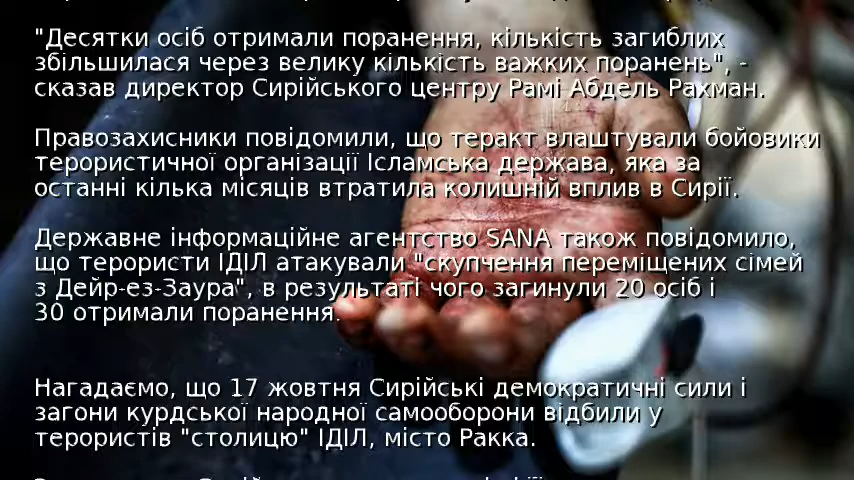 "Десятки осіб отримали поранення, кількість загиблих
збільшилася через велику кількість важких поранень", -
сказав директор Сирійського центру Рамі Абдель Рахман.
Правозахисники повідомили, що теракт влаштували бойовики
терористичної організації Ісламська держава, яка за
останні кілька місяців втратила колишній вплив в Сирії.
Державне інформаційне агентство SANA також повідомило,
що терористи ІДІЛ атакували "скупчення переміщених сімей
з Дейр-ез-Заура", в результаті чого загинули 20 осіб і
30 отримали поранення.
Нагадаємо, що 17 жовтня Сирійські демократичні сили і
загони курдської народної самооборони відбили у
терористів "столицю" ІДІЛ, місто Ракка.